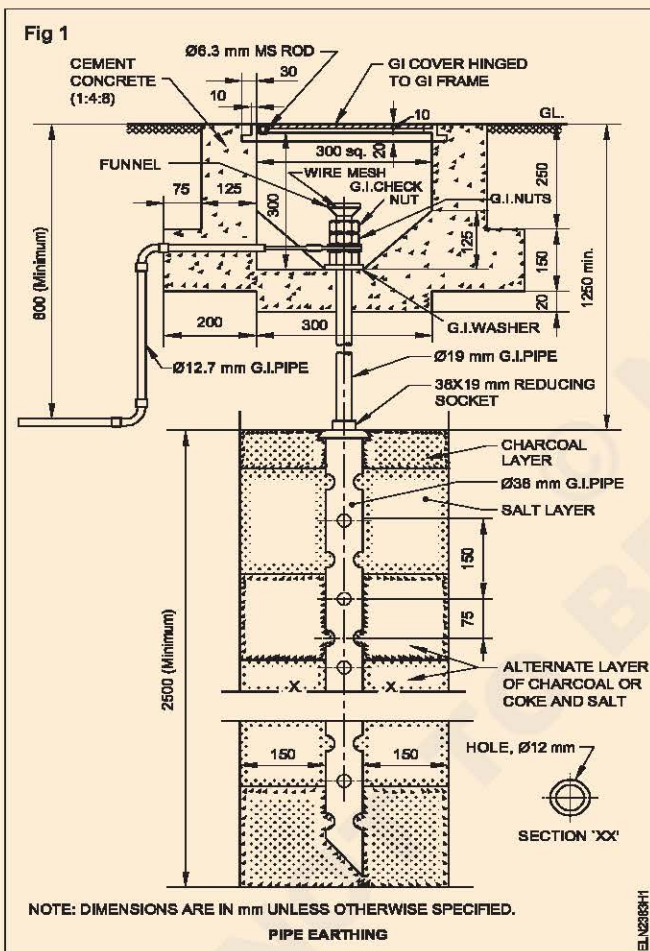 Fig 1
Ø6.3 mm MS ROD
CEMENT
CONCRETE
(1:4:8)
30
10
GI COVER HINGED
TO GI FRAME
10
GL.
300 sq.
20
FUNNEL
WIRE MESH
G.I.CHECK
NUT
G.I.NUTS
75
125
300
125
250
150
20
1250 min.
600 (Minimum)
200
300
G.I.WASHER
Ø12.7 mm G.I.PIPE
Ø19 mm G.I.PIPE
38X19 mm REDUCING
SOCKET
CHARCOAL
LAYER
Ø38 mm G.I.PIPE
SALT LAYER
150
75
2500 (Minimum)
ALTERNATE LAYER
OF CHARCOAL OR
COKE AND SALT
X
X
150
150
HOLE, Ø12 mm
SECTION 'XX'
NOTE: DIMENSIONS ARE IN mm UNLESS OTHERWISE SPECIFIED.
PIPE EARTHING
ELN2383H1